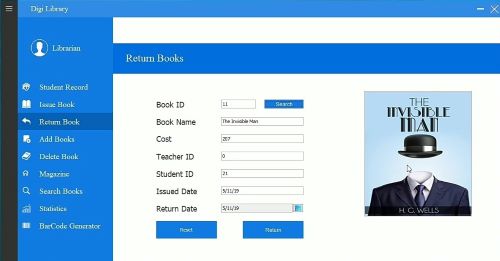 Digi Library
Librarian
Student Record
Issue Book
Return Book
Add Books
Delete Book
Magazine
Search Books
Statistics
BarCode Generator
Return Books
Book ID 11 Search
Book Name The Invisible Man
Cost 207
Teacher ID 0
Student ID 21
Issued Date 5/11/19
Return Date 5/11/19
Reset Return
THE
INVISIBLE
MAN
H. G. WELLS